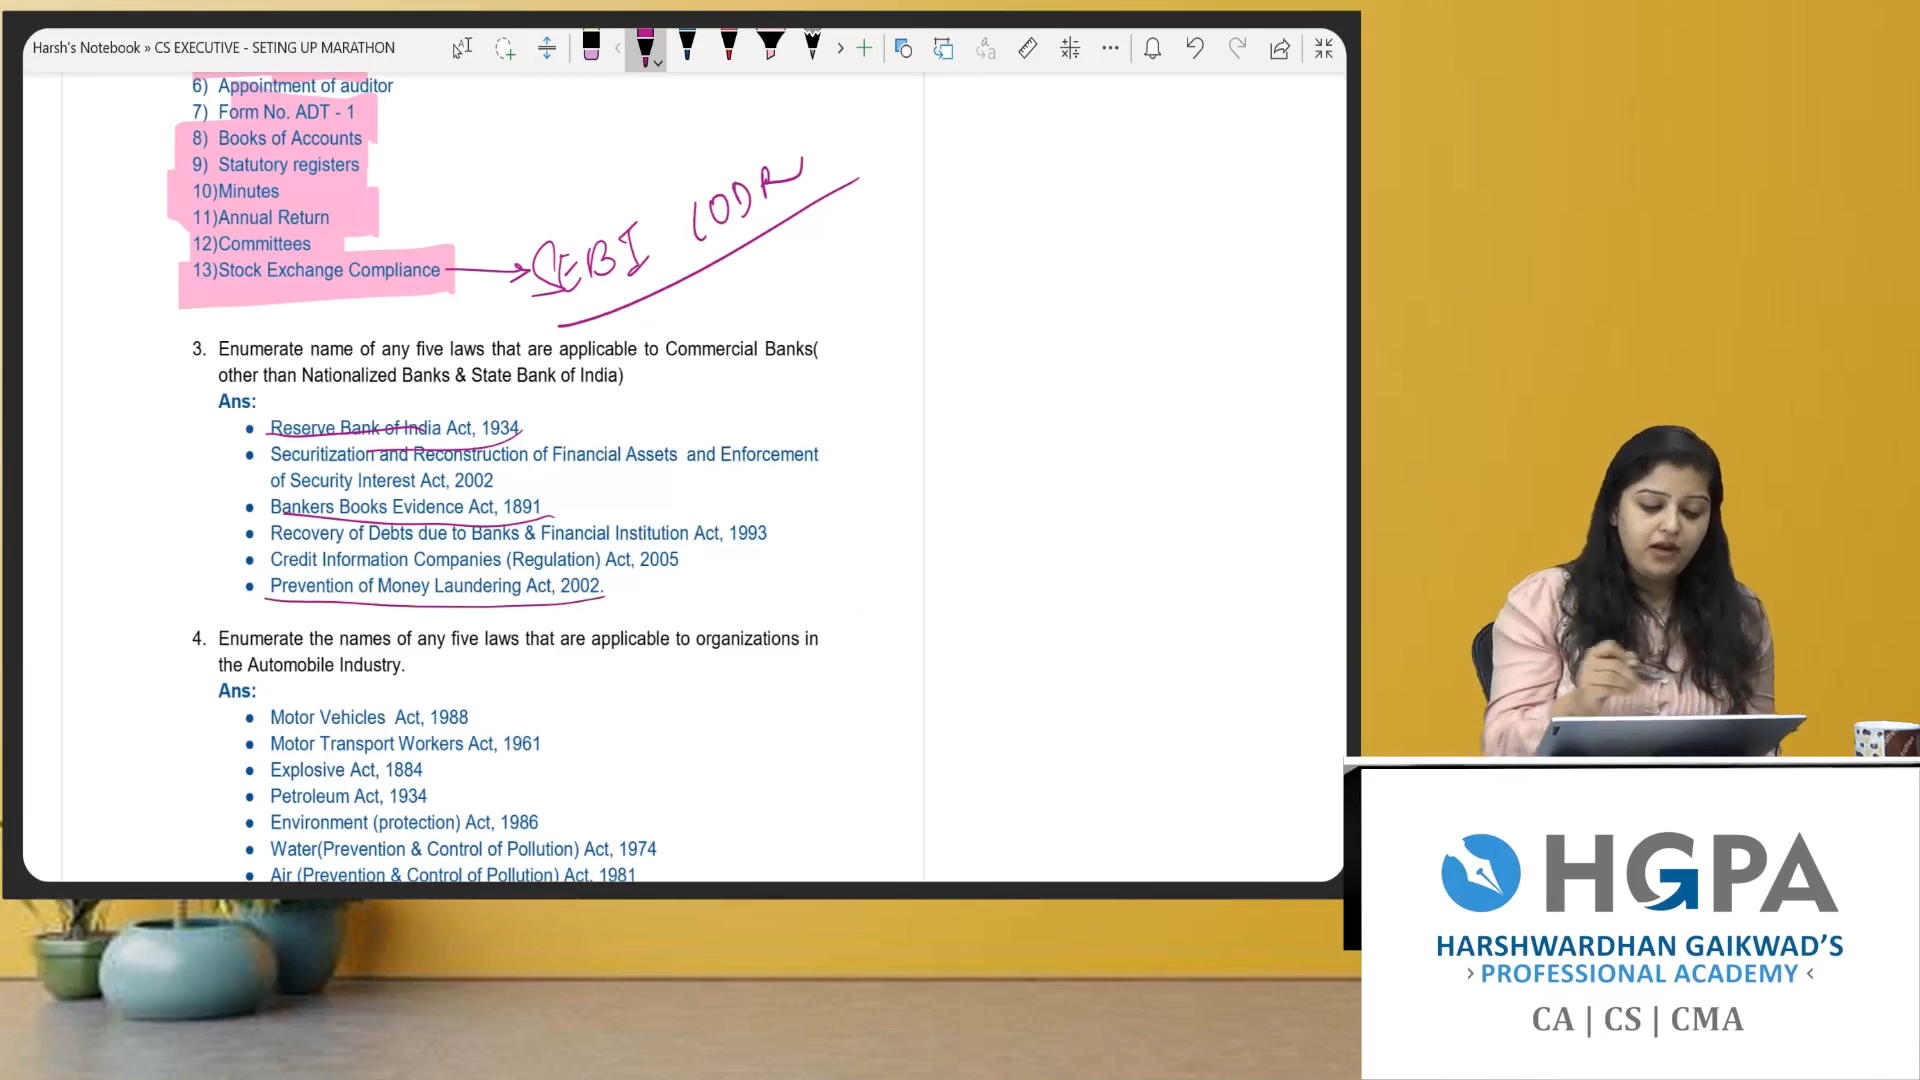 Harsh's Notebook » CS EXECUTIVE - SETING UP MARATHON
6) Appointment of auditor
7) Form No. ADT - 1
8) Books of Accounts
9) Statutory registers
10)Minutes
11)Annual Return
12)Committees
13)Stock Exchange Compliance
SEBI LODR
3. Enumerate name of any five laws that are applicable to Commercial Banks(
other than Nationalized Banks & State Bank of India)
Ans:
● Reserve Bank of India Act, 1934
● Securitization and Reconstruction of Financial Assets and Enforcement
of Security Interest Act, 2002
● Bankers Books Evidence Act, 1891
● Recovery of Debts due to Banks & Financial Institution Act, 1993
● Credit Information Companies (Regulation) Act, 2005
● Prevention of Money Laundering Act, 2002.
4. Enumerate the names of any five laws that are applicable to organizations in
the Automobile Industry.
Ans:
● Motor Vehicles Act, 1988
● Motor Transport Workers Act, 1961
● Explosive Act, 1884
● Petroleum Act, 1934
● Environment (protection) Act, 1986
● Water(Prevention & Control of Pollution) Act, 1974
● Air (Prevention & Control of Pollution) Act, 1981
HGPA
HARSHWARDHAN GAIKWAD'S
› PROFESSIONAL ACADEMY ‹
CA | CS | CMA